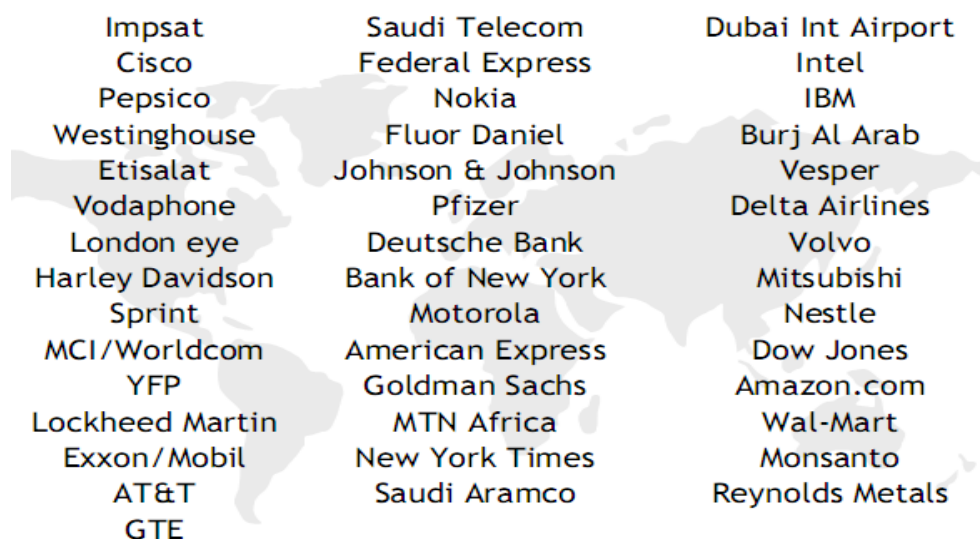 Impsat
Cisco
Pepsico
Westinghouse
Etisalat
Vodaphone
London eye
Harley Davidson
Sprint
MCI/Worldcom
YFP
Lockheed Martin
Exxon/Mobil
AT&T
GTE
Saudi Telecom
Federal Express
Nokia
Fluor Daniel
Johnson & Johnson
Pfizer
Deutsche Bank
Bank of New York
Motorola
American Express
Goldman Sachs
MTN Africa
New York Times
Saudi Aramco
Dubai Int Airport
Intel
IBM
Burj Al Arab
Vesper
Delta Airlines
Volvo
Mitsubishi
Nestle
Dow Jones
Amazon.com
Wal-Mart
Monsanto
Reynolds Metals